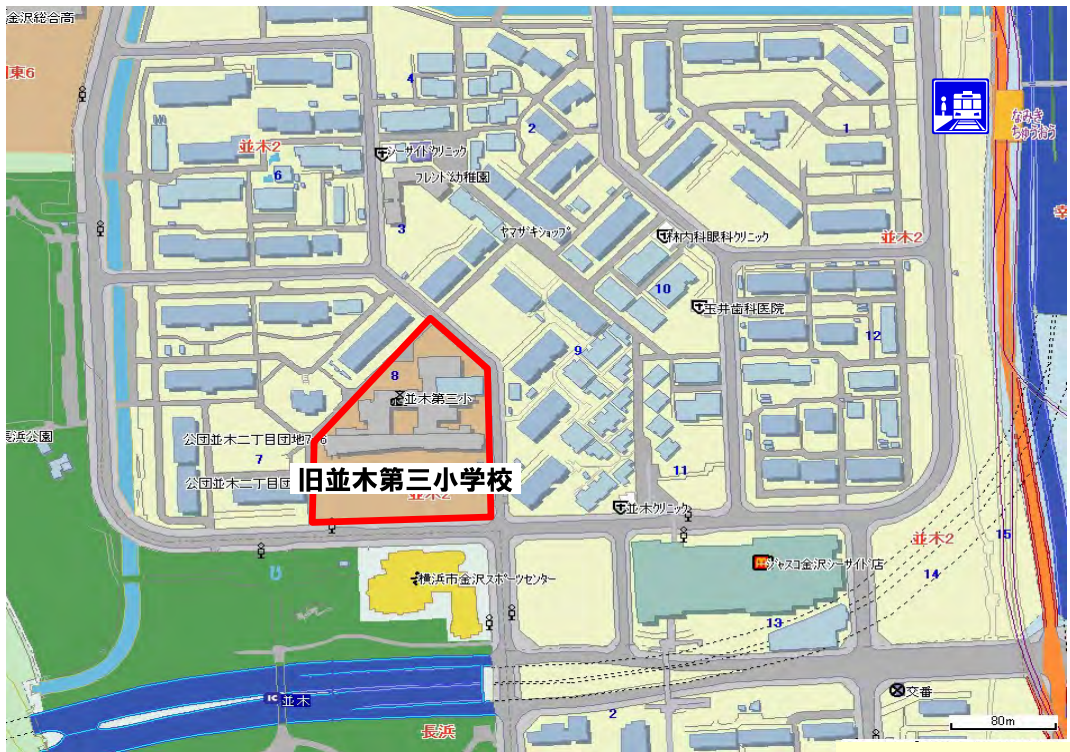 金沢総合高
東6
4
2
1
なみき
ちゅうおう
並木2
シーサイドクリニック
6
フレンド幼稚園
3
ヤマザキショップ
林内科眼科クリニック
並木2
幸
10
玉井歯科医院
12
9
8
並木第三小
長浜公園
公団並木二丁目団地7-6
7
公団並木二丁目団
旧並木第三小学校
並木2
11
並木クリニック
並木2
15
横浜市金沢スポーツセンター
ジャスコ金沢シーサイド店
14
13
IC 並木
2
長浜
交番
80m